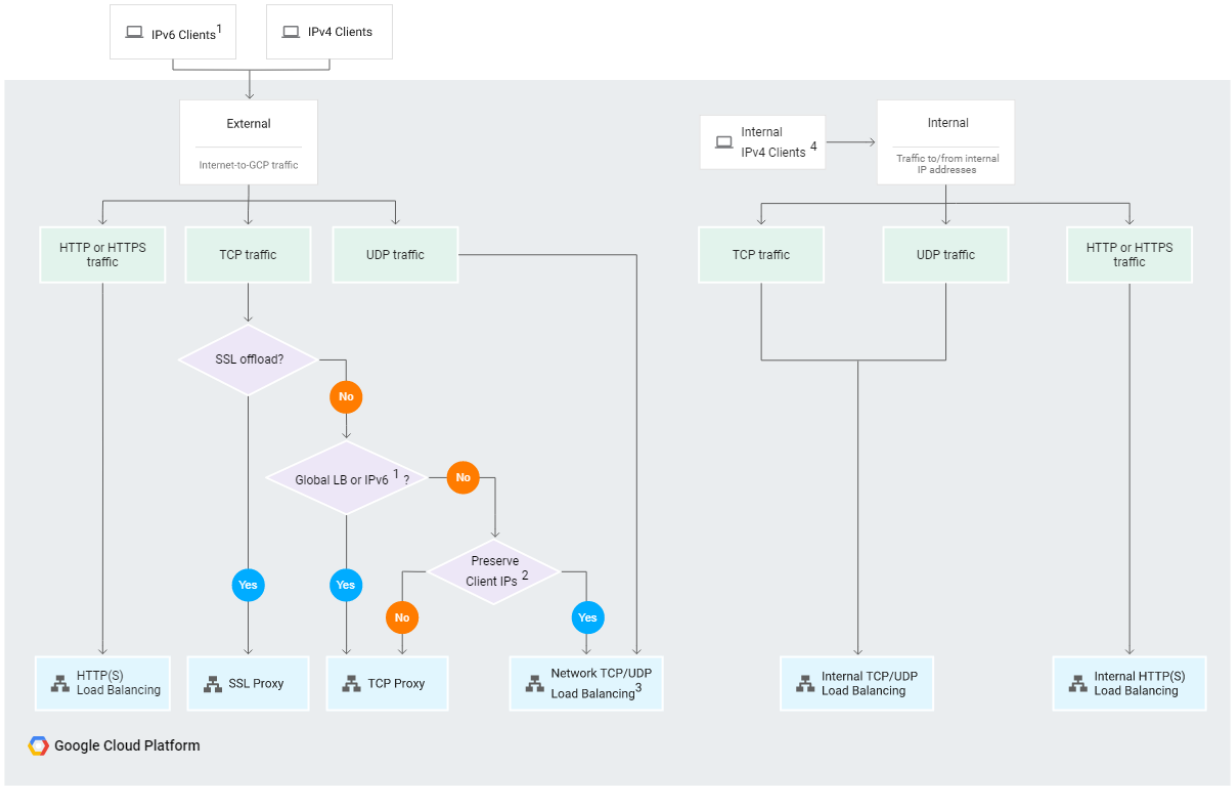 IPv6 Clients 1
IPv4 Clients
External
Internet-to-GCP traffic
Internal
IPv4 Clients 4
Internal
Traffic to/from internal
IP addresses
HTTP or HTTPS
traffic
TCP traffic
UDP traffic
TCP traffic
UDP traffic
HTTP or HTTPS
traffic
SSL offload?
No
Global LB or IPv6 1 ?
No
Preserve
Client IPs 2
Yes
Yes
No
Yes
HTTP(S)
Load Balancing
SSL Proxy
TCP Proxy
Network TCP/UDP
Load Balancing3
Internal TCP/UDP
Load Balancing
Internal HTTP(S)
Load Balancing
Google Cloud Platform